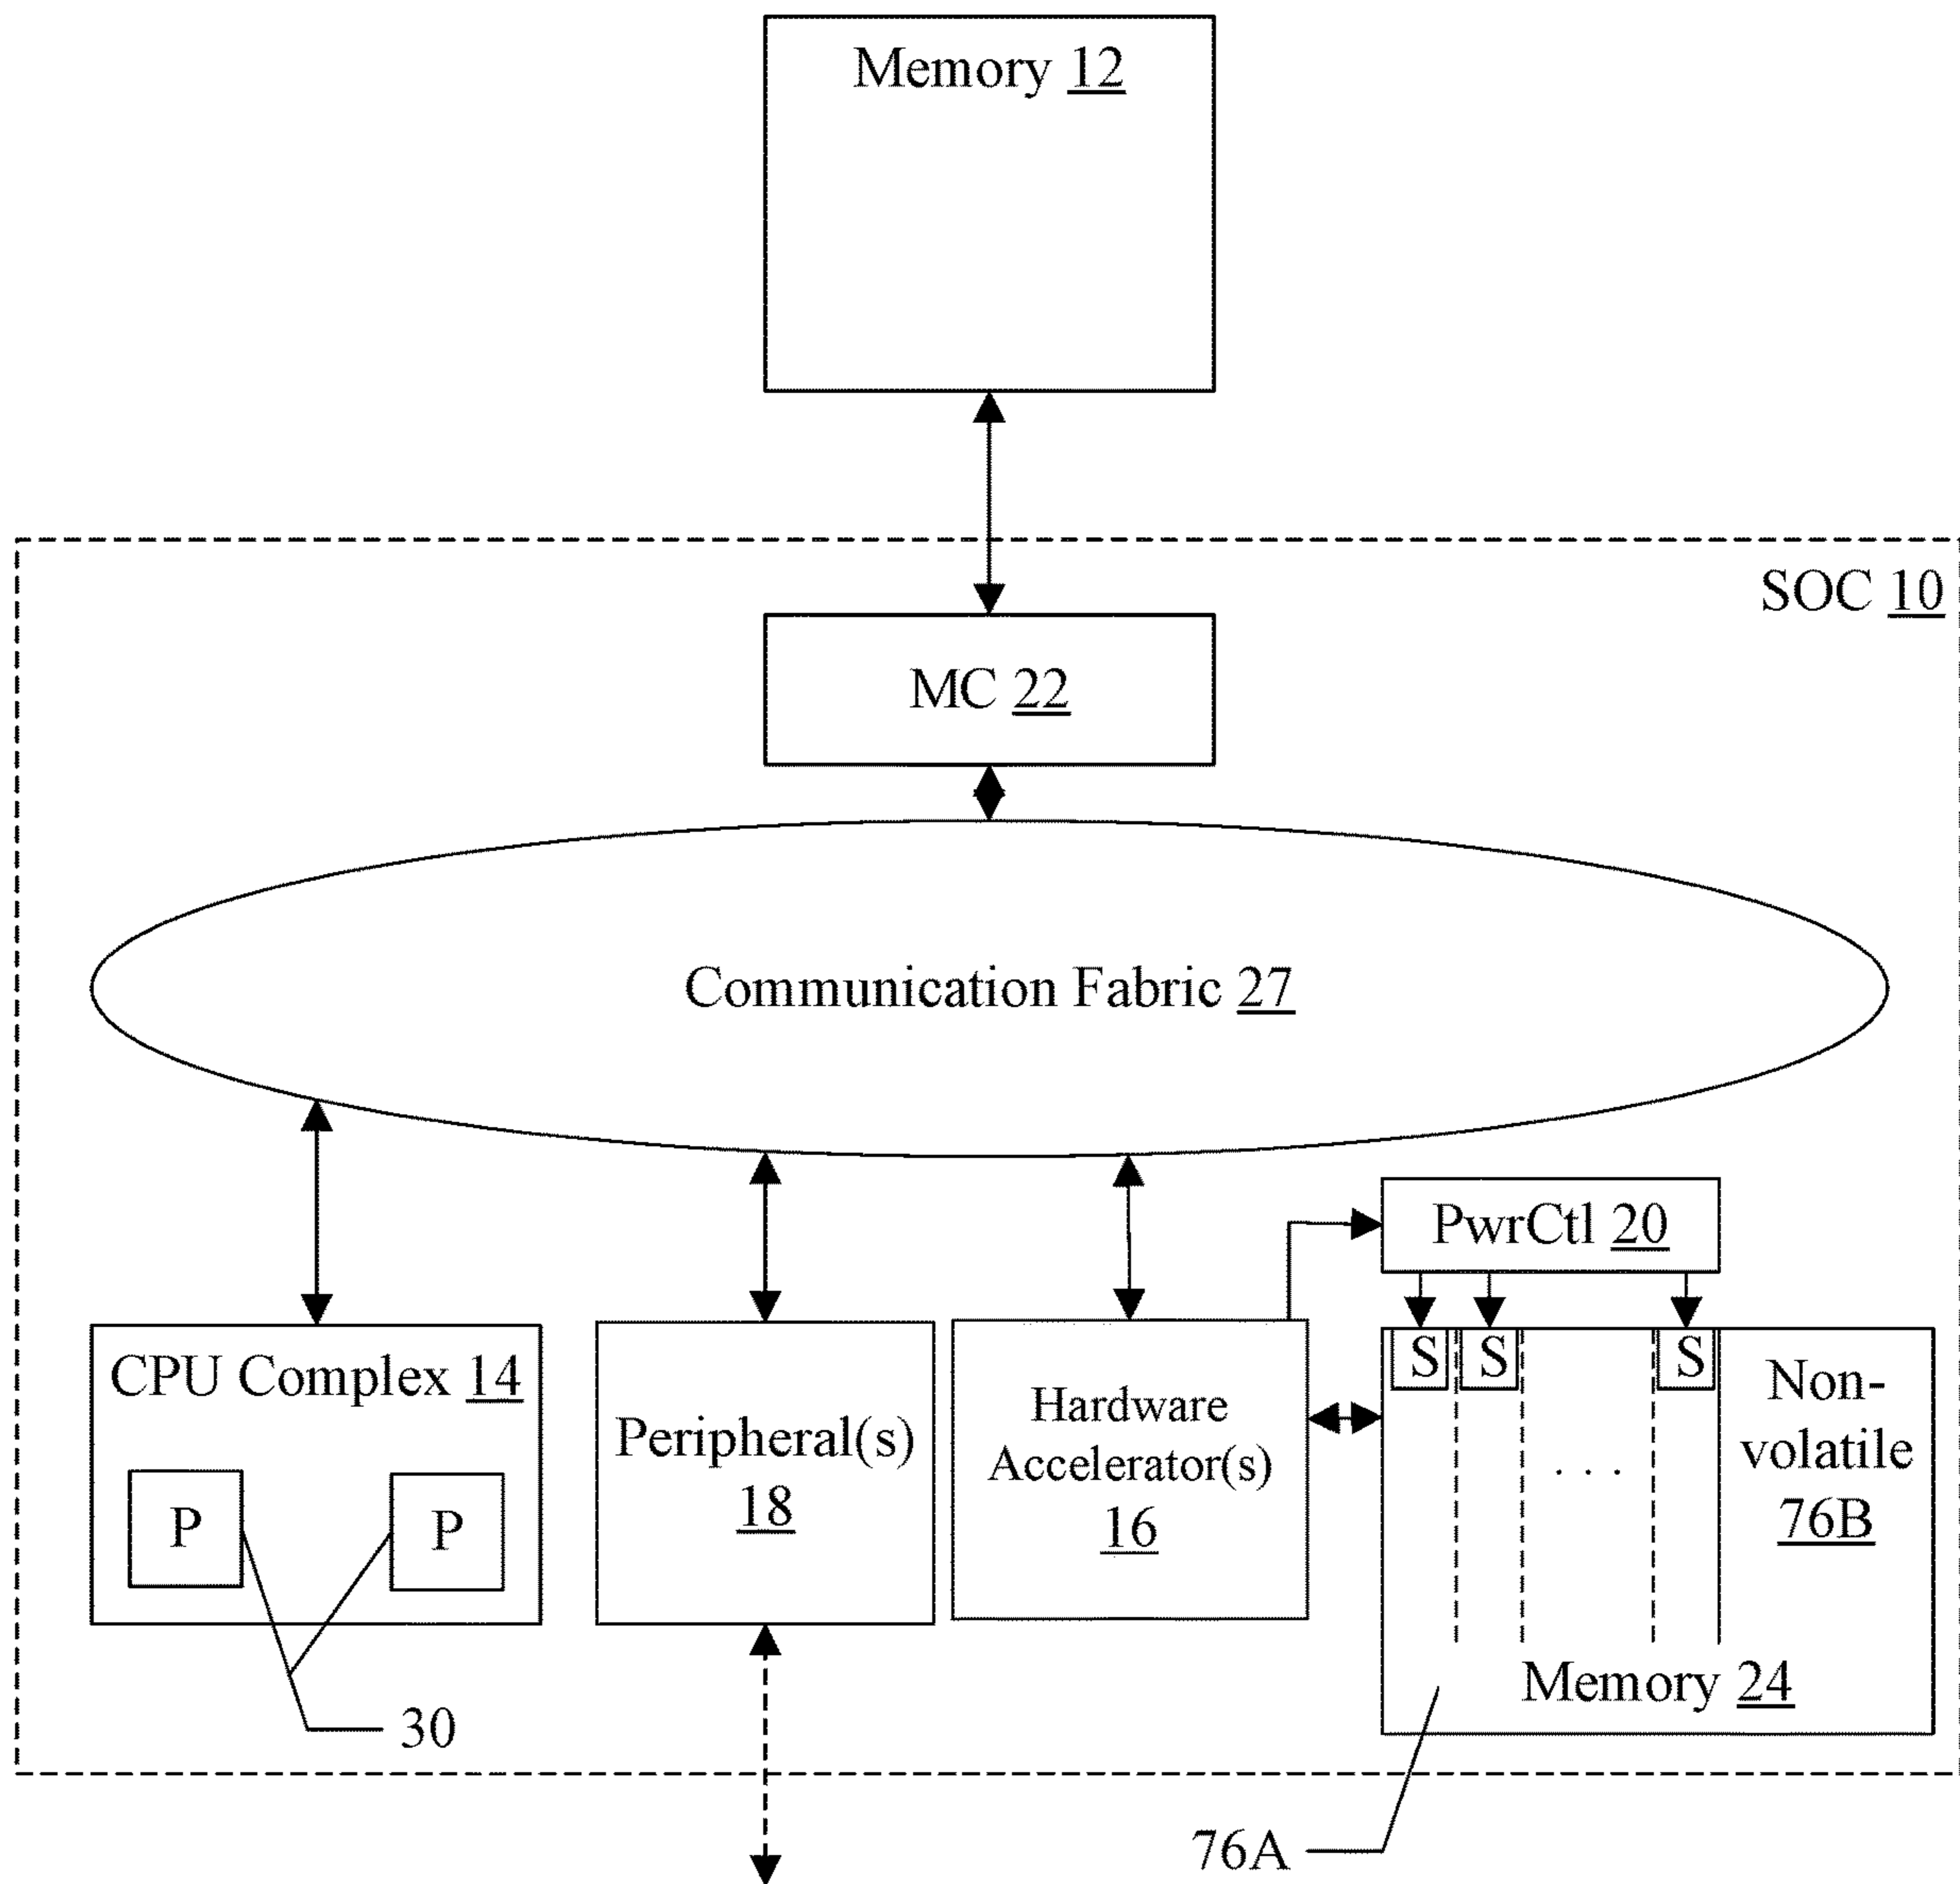 Memory 12
SOC 10
MC 22
Communication Fabric 27
PwrCtl 20
CPU Complex 14
P P
30
Peripheral(s)
18
Hardware
Accelerator(s)
16
S S S
Non-
volatile
76B
. . .
Memory 24
76A